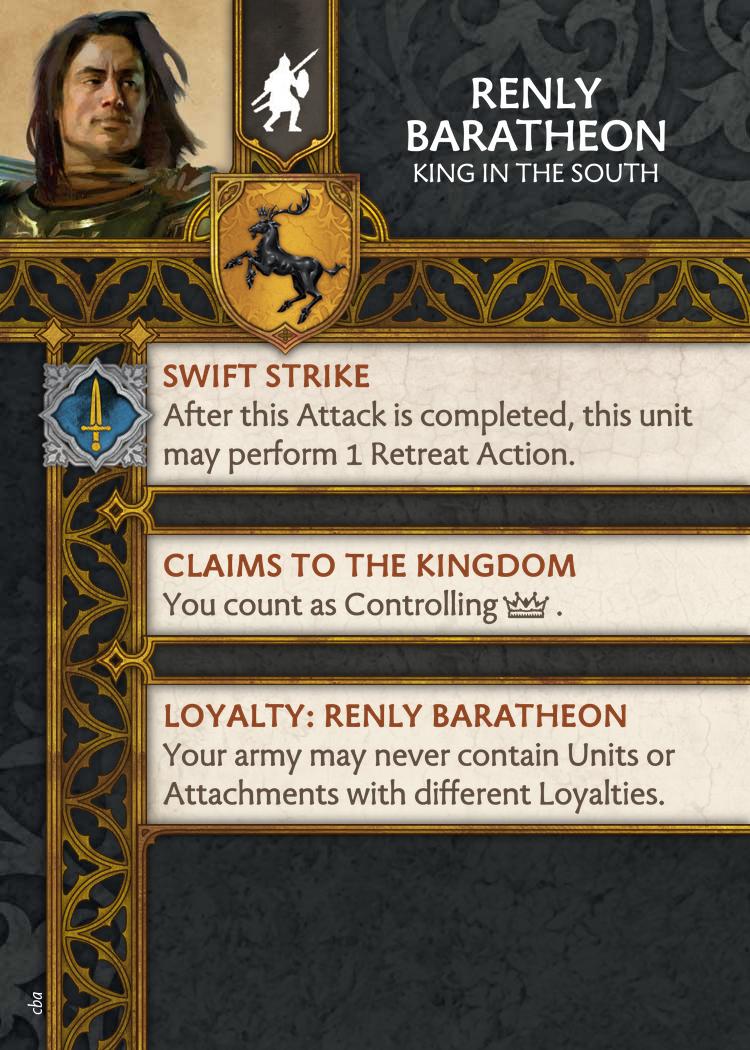 RENLY
BARATHEON
KING IN THE SOUTH
SWIFT STRIKE
After this Attack is completed, this unit
may perform 1 Retreat Action.
CLAIMS TO THE KINGDOM
You count as Controlling .
LOYALTY: RENLY BARATHEON
Your army may never contain Units or
Attachments with different Loyalties.
cba